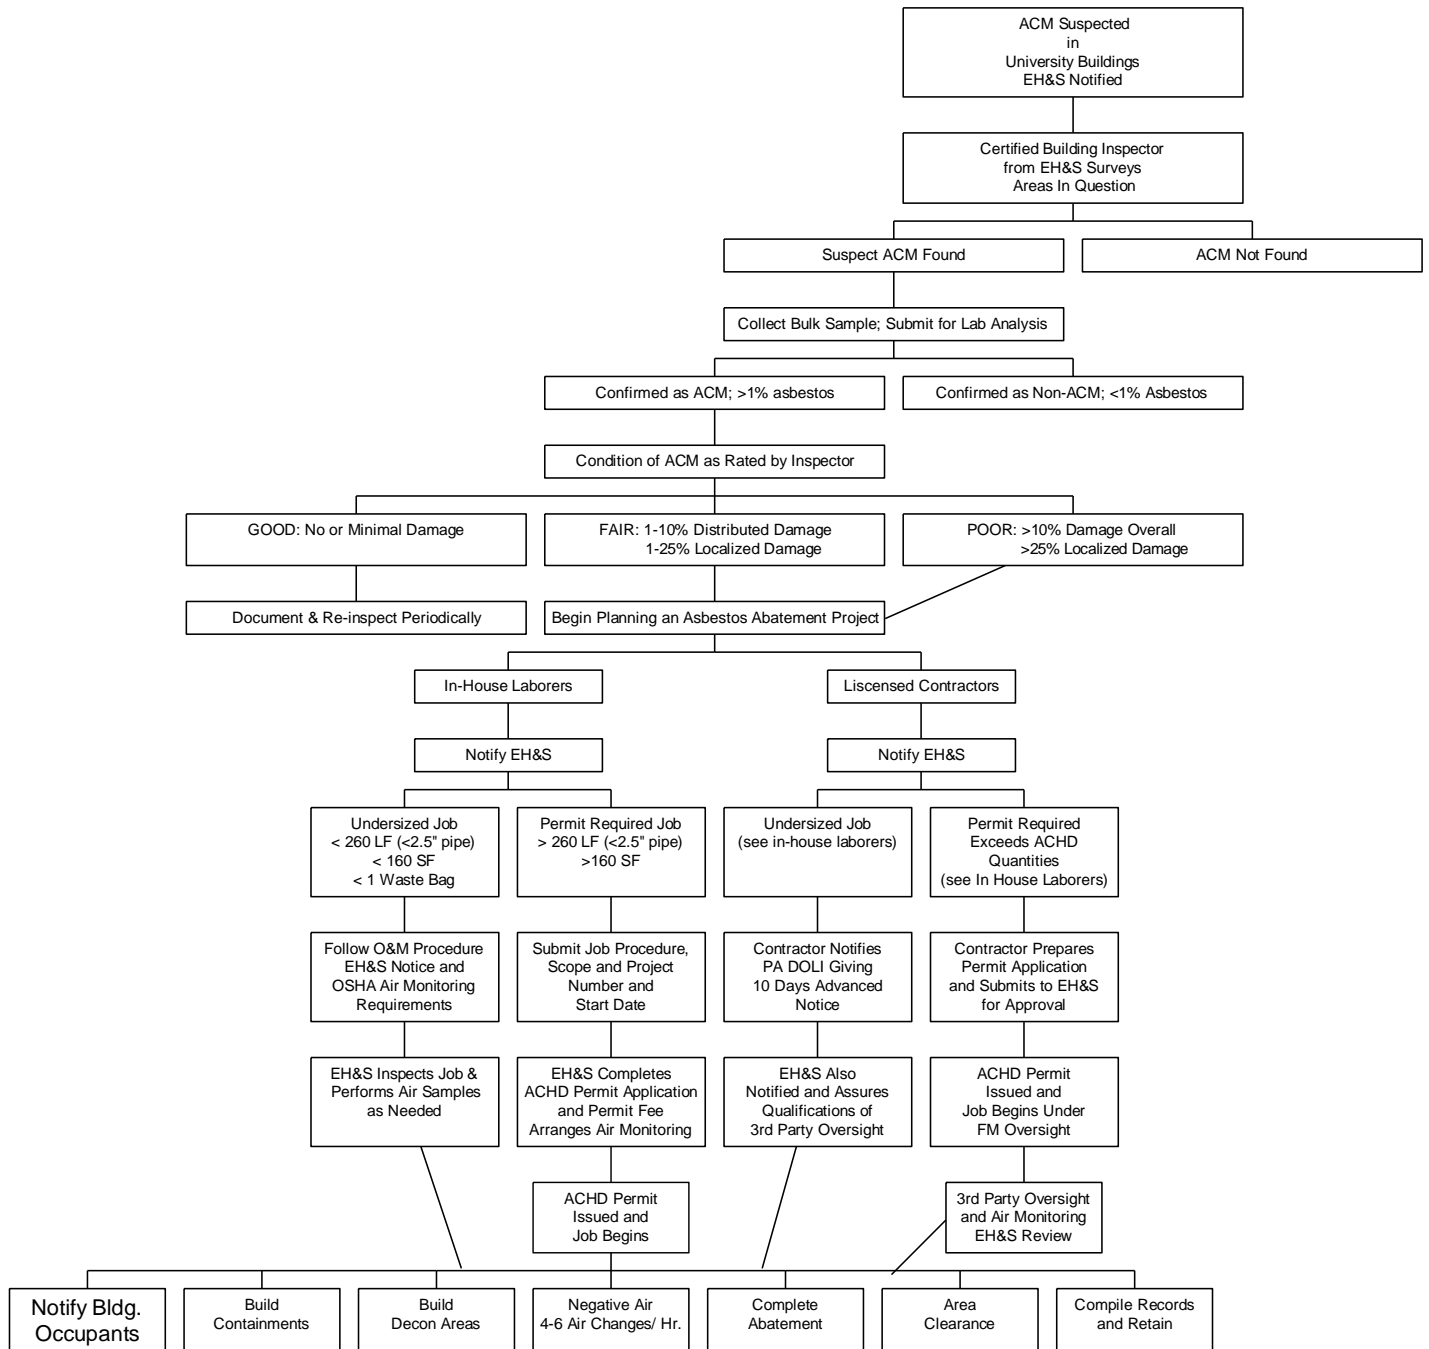 ACM Suspected
in
University Buildings
EH&S Notified
Certified Building Inspector
from EH&S Surveys
Areas In Question
Suspect ACM Found
ACM Not Found
Collect Bulk Sample; Submit for Lab Analysis
Confirmed as ACM; >1% asbestos
Confirmed as Non-ACM; <1% Asbestos
Condition of ACM as Rated by Inspector
GOOD: No or Minimal Damage
FAIR: 1-10% Distributed Damage
1-25% Localized Damage
POOR: >10% Damage Overall
>25% Localized Damage
Document & Re-inspect Periodically
Begin Planning an Asbestos Abatement Project
In-House Laborers
Liscensed Contractors
Notify EH&S
Notify EH&S
Undersized Job
< 260 LF (<2.5" pipe)
< 160 SF
< 1 Waste Bag
Permit Required Job
> 260 LF (<2.5" pipe)
>160 SF
Undersized Job
(see in-house laborers)
Permit Required
Exceeds ACHD
Quantities
(see In House Laborers)
Follow O&M Procedure
EH&S Notice and
OSHA Air Monitoring
Requirements
Submit Job Procedure,
Scope and Project
Number and
Start Date
Contractor Notifies
PA DOLI Giving
10 Days Advanced
Notice
Contractor Prepares
Permit Application
and Submits to EH&S
for Approval
EH&S Inspects Job &
Performs Air Samples
as Needed
EH&S Completes
ACHD Permit Application
and Permit Fee
Arranges Air Monitoring
EH&S Also
Notified and Assures
Qualifications of
3rd Party Oversight
ACHD Permit
Issued and
Job Begins Under
FM Oversight
ACHD Permit
Issued and
Job Begins
3rd Party Oversight
and Air Monitoring
EH&S Review
Notify Bldg.
Occupants
Build
Containments
Build
Decon Areas
Negative Air
4-6 Air Changes/ Hr.
Complete
Abatement
Area
Clearance
Compile Records
and Retain